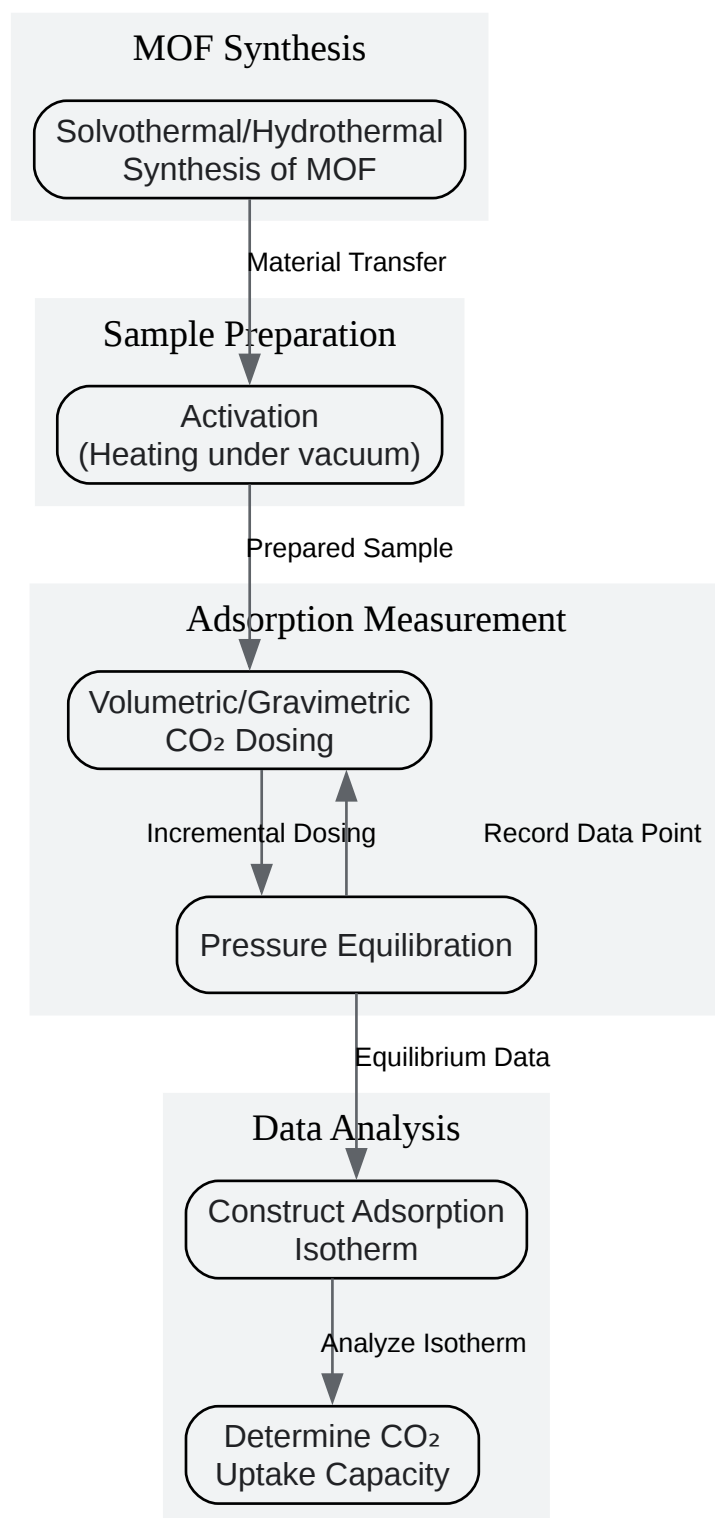 MOF Synthesis
Solvothermal/Hydrothermal
Synthesis of MOF
Material Transfer
Sample Preparation
Activation
(Heating under vacuum)
Prepared Sample
Adsorption Measurement
Volumetric/Gravimetric
CO₂ Dosing
Incremental Dosing
Record Data Point
Pressure Equilibration
Equilibrium Data
Data Analysis
Construct Adsorption
Isotherm
Analyze Isotherm
Determine CO₂
Uptake Capacity